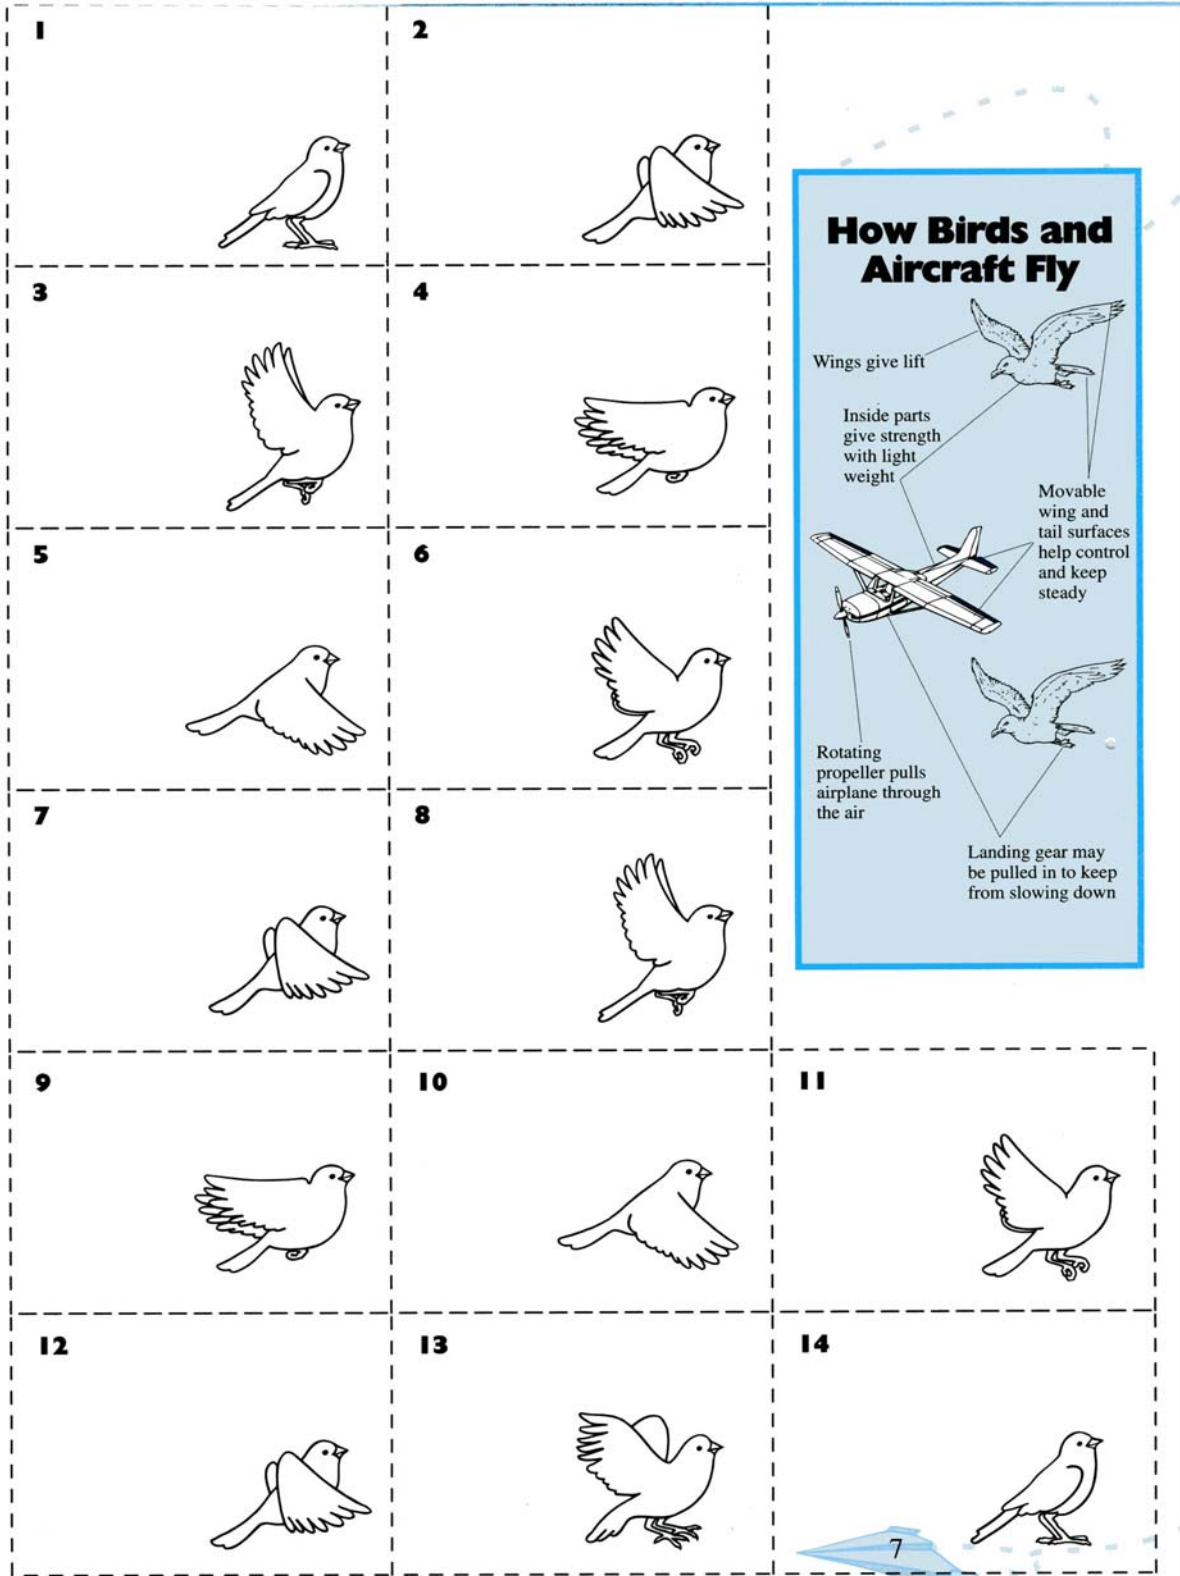 1
2
3
4
5
6
7
8
9
10
11
12
13
14
How Birds and
Aircraft Fly
Wings give lift
Inside parts
give strength
with light
weight
Movable
wing and
tail surfaces
help control
and keep
steady
Rotating
propeller pulls
airplane through
the air
Landing gear may
be pulled in to keep
from slowing down
7